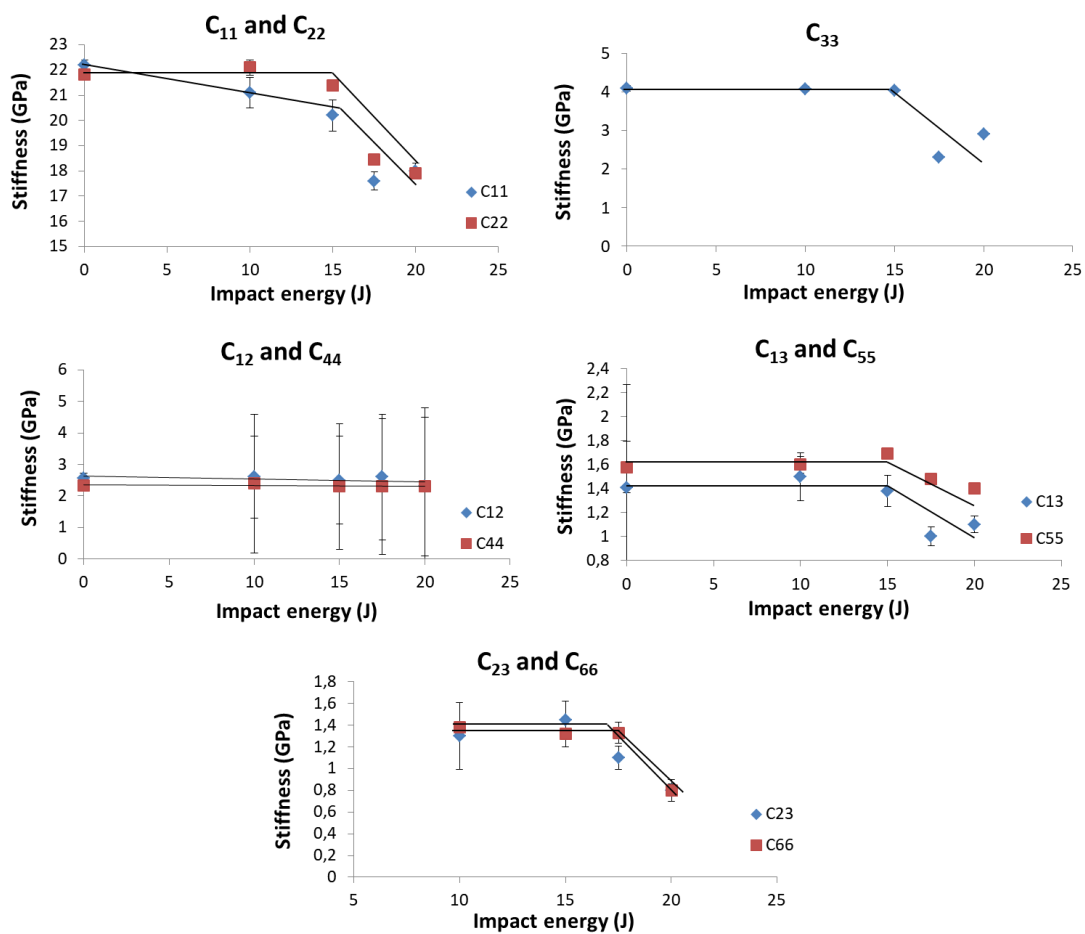 C11 and C22
Stiffness (GPa)
23
22
21
20
19
18
17
16
15
0 5 10 15 20 25
Impact energy (J)
C11
C22
C33
Stiffness (GPa)
5
4
3
2
1
0
0 5 10 15 20 25
Impact energy (J)
C12 and C44
Stiffness (GPa)
6
5
4
3
2
1
0
0 5 10 15 20 25
Impact energy (J)
C12
C44
C13 and C55
Stiffness (GPa)
2,4
2,2
2
1,8
1,6
1,4
1,2
1
0,8
0 5 10 15 20 25
Impact energy (J)
C13
C55
C23 and C66
Stiffness (GPa)
1,8
1,6
1,4
1,2
1
0,8
0,6
0,4
0,2
0
5 10 15 20 25
Impact energy (J)
C23
C66